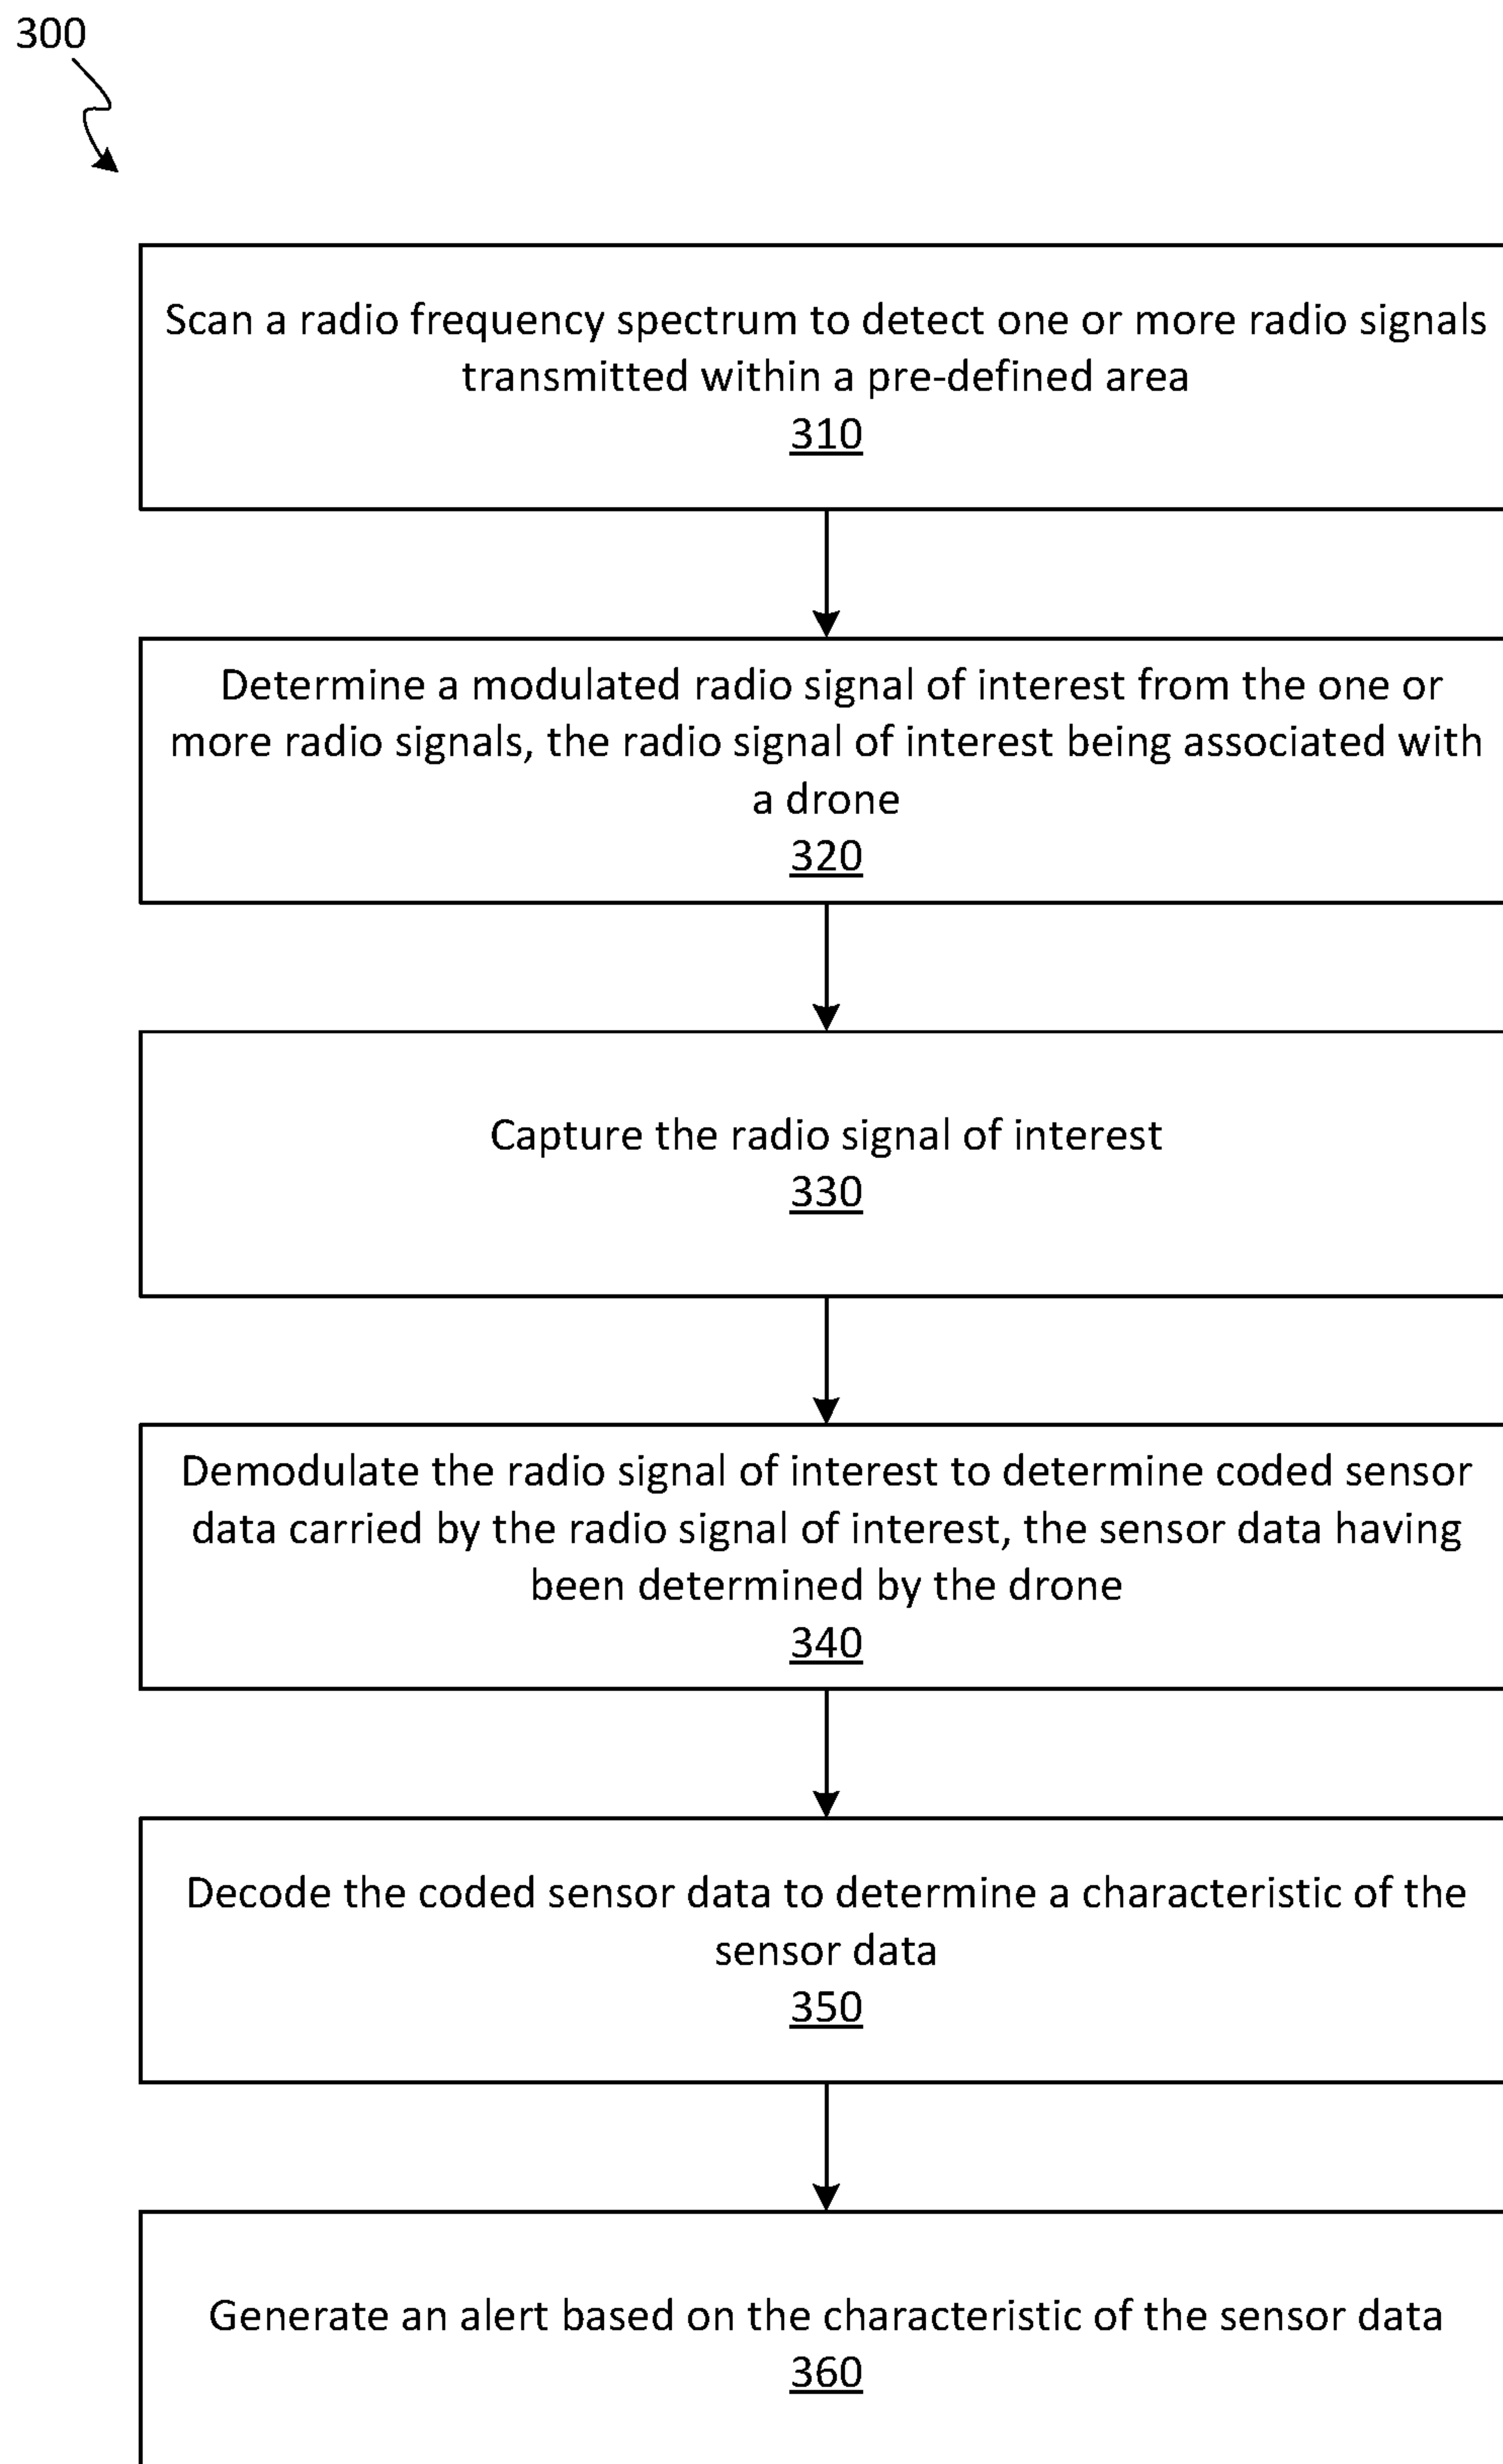 300
Scan a radio frequency spectrum to detect one or more radio signals
transmitted within a pre-defined area
310
Determine a modulated radio signal of interest from the one or
more radio signals, the radio signal of interest being associated with
a drone
320
Capture the radio signal of interest
330
Demodulate the radio signal of interest to determine coded sensor
data carried by the radio signal of interest, the sensor data having
been determined by the drone
340
Decode the coded sensor data to determine a characteristic of the
sensor data
350
Generate an alert based on the characteristic of the sensor data
360